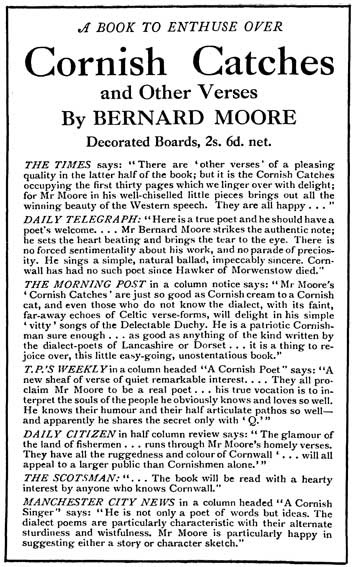 A BOOK TO ENTHUSE OVER
Cornish Catches
and Other Verses
By BERNARD MOORE
Decorated Boards, 2s. 6d. net.
THE TIMES says: "There are 'other verses' of a pleasing
quality in the latter half of the book; but it is the Cornish Catches
occupying the first thirty pages which we linger over with delight;
for Mr Moore in his well-chiselled little pieces brings out all the
winning beauty of the Western speech. They are all happy . . . "
DAILY TELEGRAPH: "Here is a true poet and he should have a
poet's welcome. . . . Mr Bernard Moore strikes the authentic note;
he sets the heart beating and brings the tear to the eye. There is
no forced sentimentality about his work, and no parade of precios-
ity. He sings a simple, natural ballad, impeccably sincere. Corn-
wall has had no such poet since Hawker of Morwenstow died."
THE MORNING POST in a column notice says: "Mr Moore's
'Cornish Catches' are just so good as Cornish cream to a Cornish
cat, and even those who do not know the dialect, with its faint,
far-away echoes of Celtic verse-forms, will delight in his simple
'vitty' songs of the Delectable Duchy. He is a patriotic Cornish-
man sure enough . . . as good as anything of the kind written by
the dialect-poets of Lancashire or Dorset . . . it is a thing to re-
joice over, this little easy-going, unostentatious book."
T.P.'S WEEKLY in a column headed "A Cornish Poet" says: "A
new sheaf of verse of quiet remarkable interest. . . . They all pro-
claim Mr Moore to be a real poet . . . his true vocation is to in-
terpret the souls of the people he obviously knows and loves so well.
He knows their humour and their half articulate pathos so well—
and apparently he shares the secret only with 'Q.'"
DAILY CITIZEN in half column review says: "The glamour of
the land of fishermen . . . runs through Mr Moore's homely verses.
They have all the ruggedness and colour of Cornwall ' . . . will all
appeal to a larger public than Cornishmen alone.'"
THE SCOTSMAN: ". . . The book will be read with a hearty
interest by anyone who knows Cornwall."
MANCHESTER CITY NEWS in a column headed "A Cornish
Singer" says: "He is not only a poet of words but ideas. The
dialect poems are particularly characteristic with their alternate
sturdiness and wistfulness. Mr Moore is particularly happy in
suggesting either a story or character sketch."